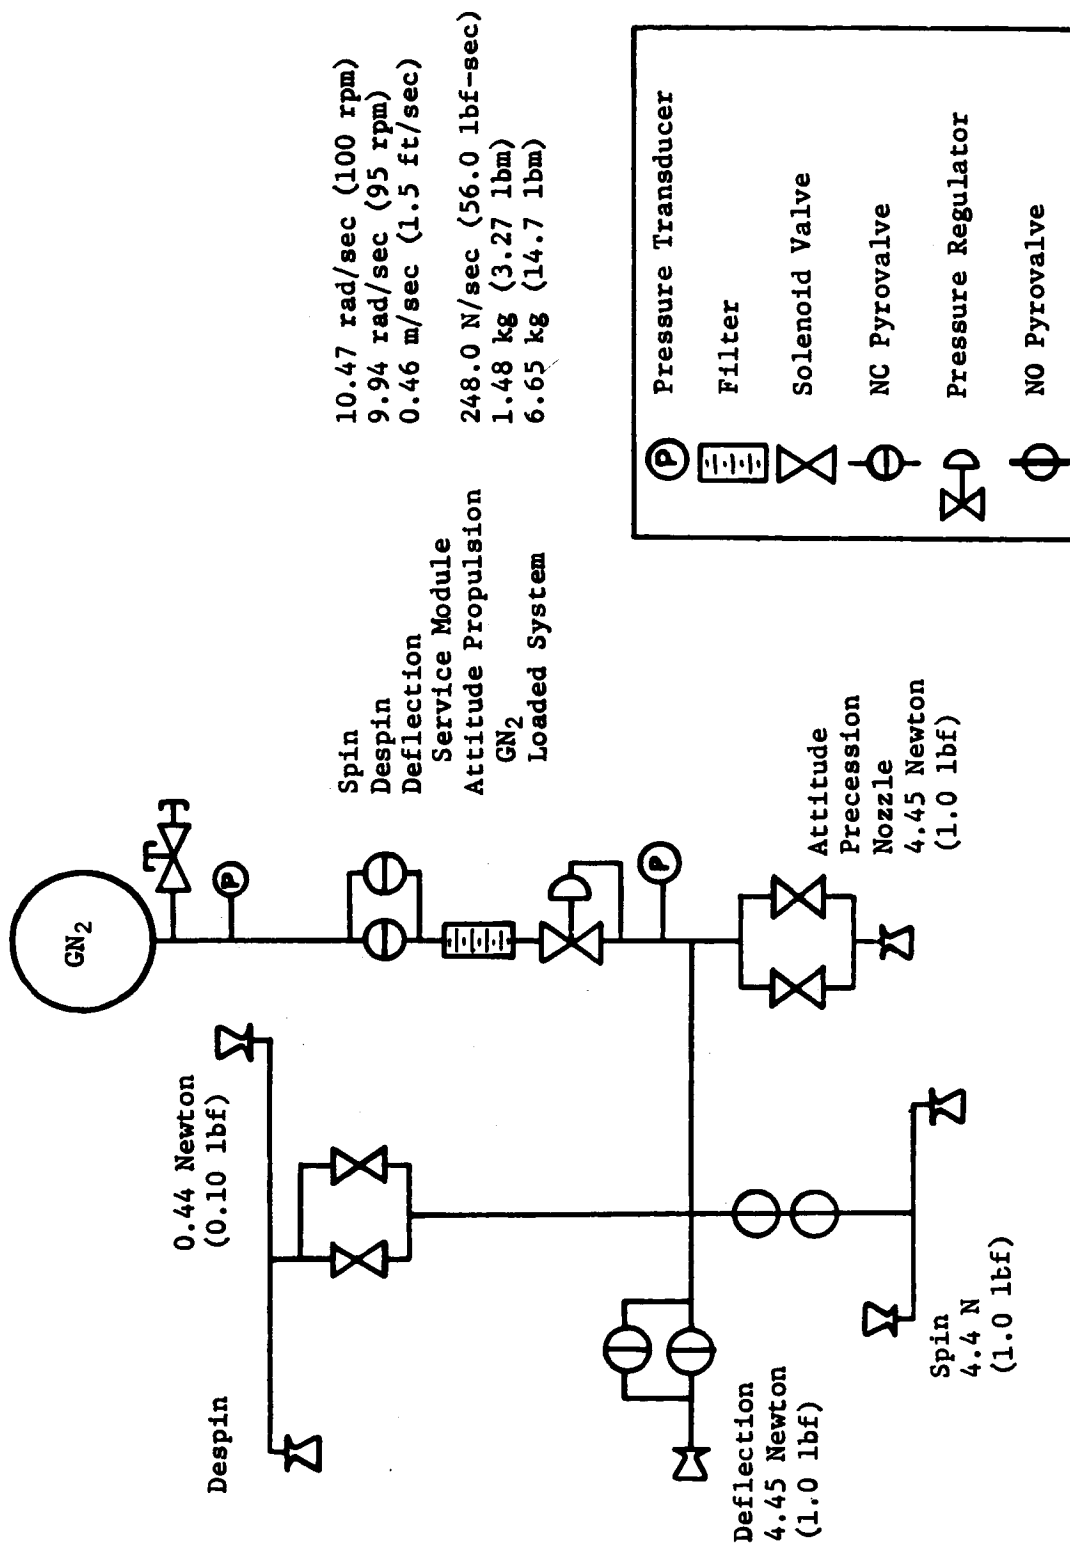 GN2
P
P
0.44 Newton
(0.10 lbf)
Despin
Deflection
4.45 Newton
(1.0 lbf)
Spin
4.4 N
(1.0 lbf)
Attitude
Precession
Nozzle
4.45 Newton
(1.0 lbf)
Spin 10.47 rad/sec (100 rpm)
Despin 9.94 rad/sec (95 rpm)
Deflection 0.46 m/sec (1.5 ft/sec)
Service Module
Attitude Propulsion 248.0 N/sec (56.0 lbf-sec)
GN2 1.48 kg (3.27 lbm)
Loaded System 6.65 kg (14.7 lbm)
P Pressure Transducer
Filter
Solenoid Valve
NC Pyrovalve
Pressure Regulator
NO Pyrovalve